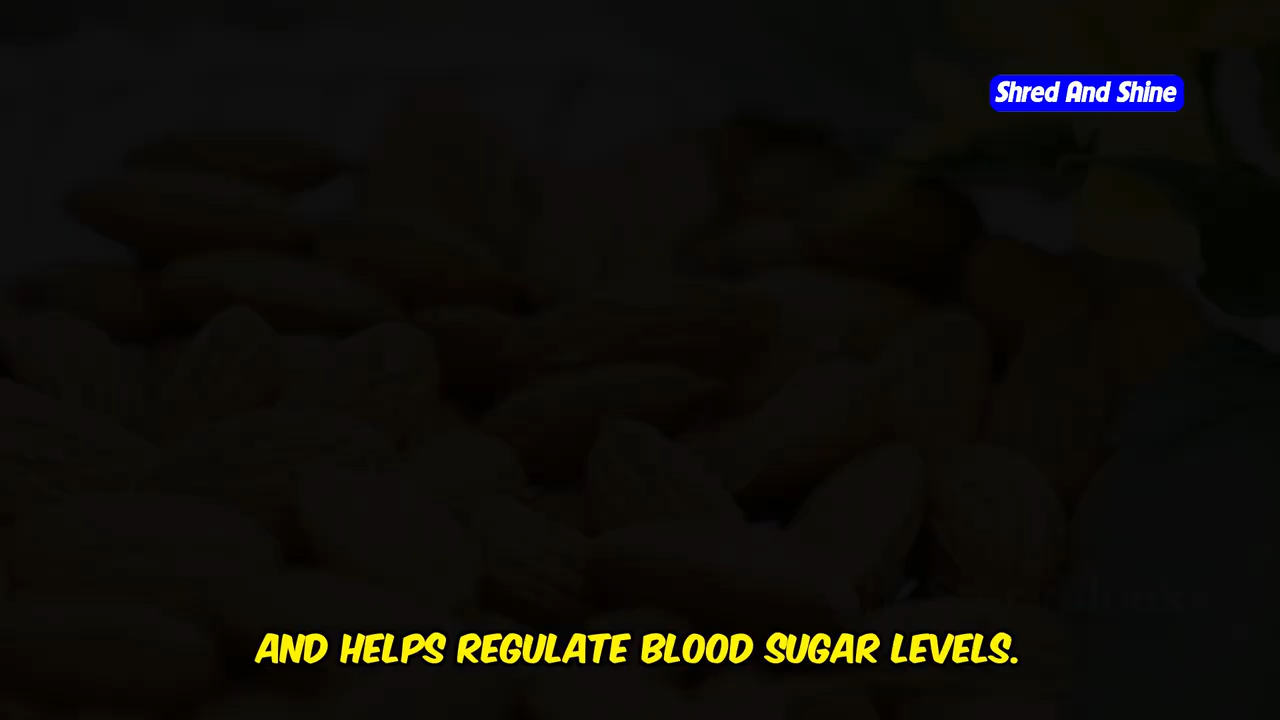 Shred And Shine
AND HELPS REGULATE BLOOD SUGAR LEVELS.